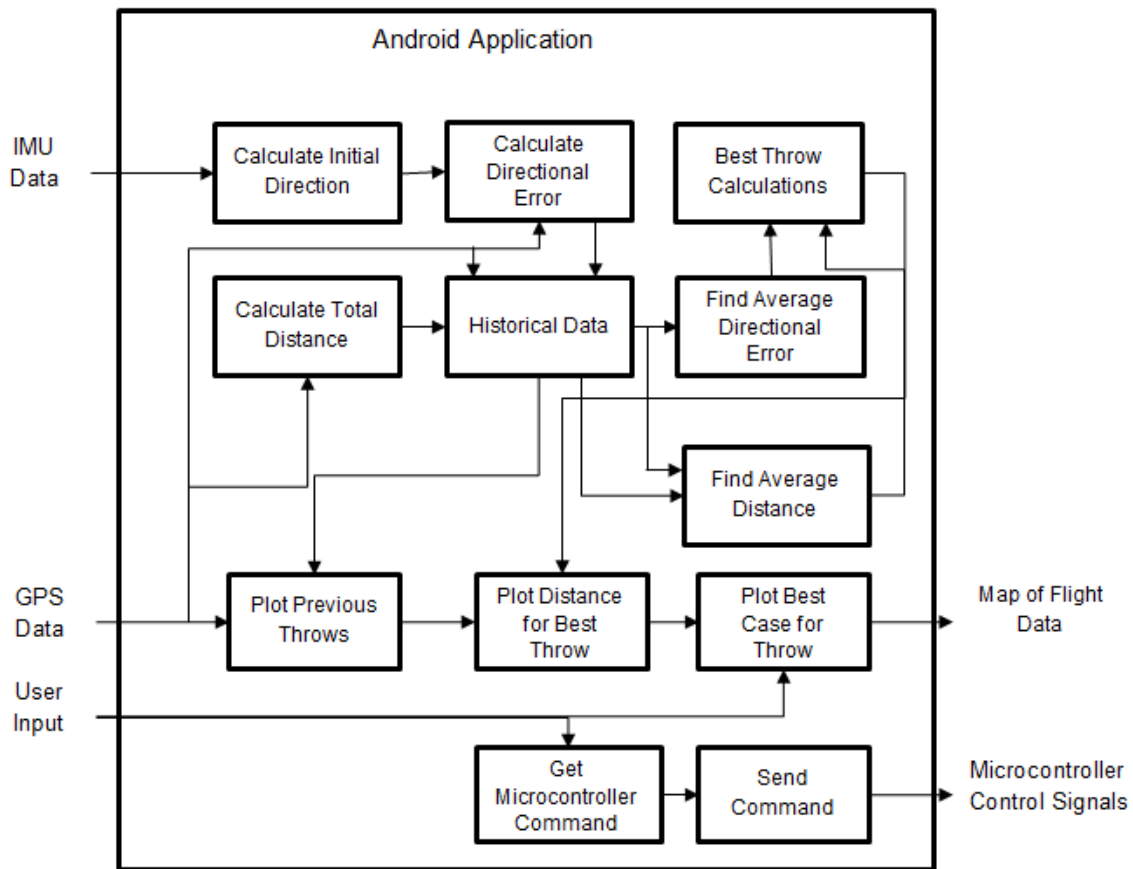 Android Application
IMU
Data
Calculate Initial
Direction
Calculate
Directional
Error
Best Throw
Calculations
Calculate Total
Distance
Historical Data
Find Average
Directional
Error
Find Average
Distance
GPS
Data
Plot Previous
Throws
Plot Distance
for Best
Throw
Plot Best
Case for
Throw
Map of Flight
Data
User
Input
Get
Microcontroller
Command
Send
Command
Microcontroller
Control Signals